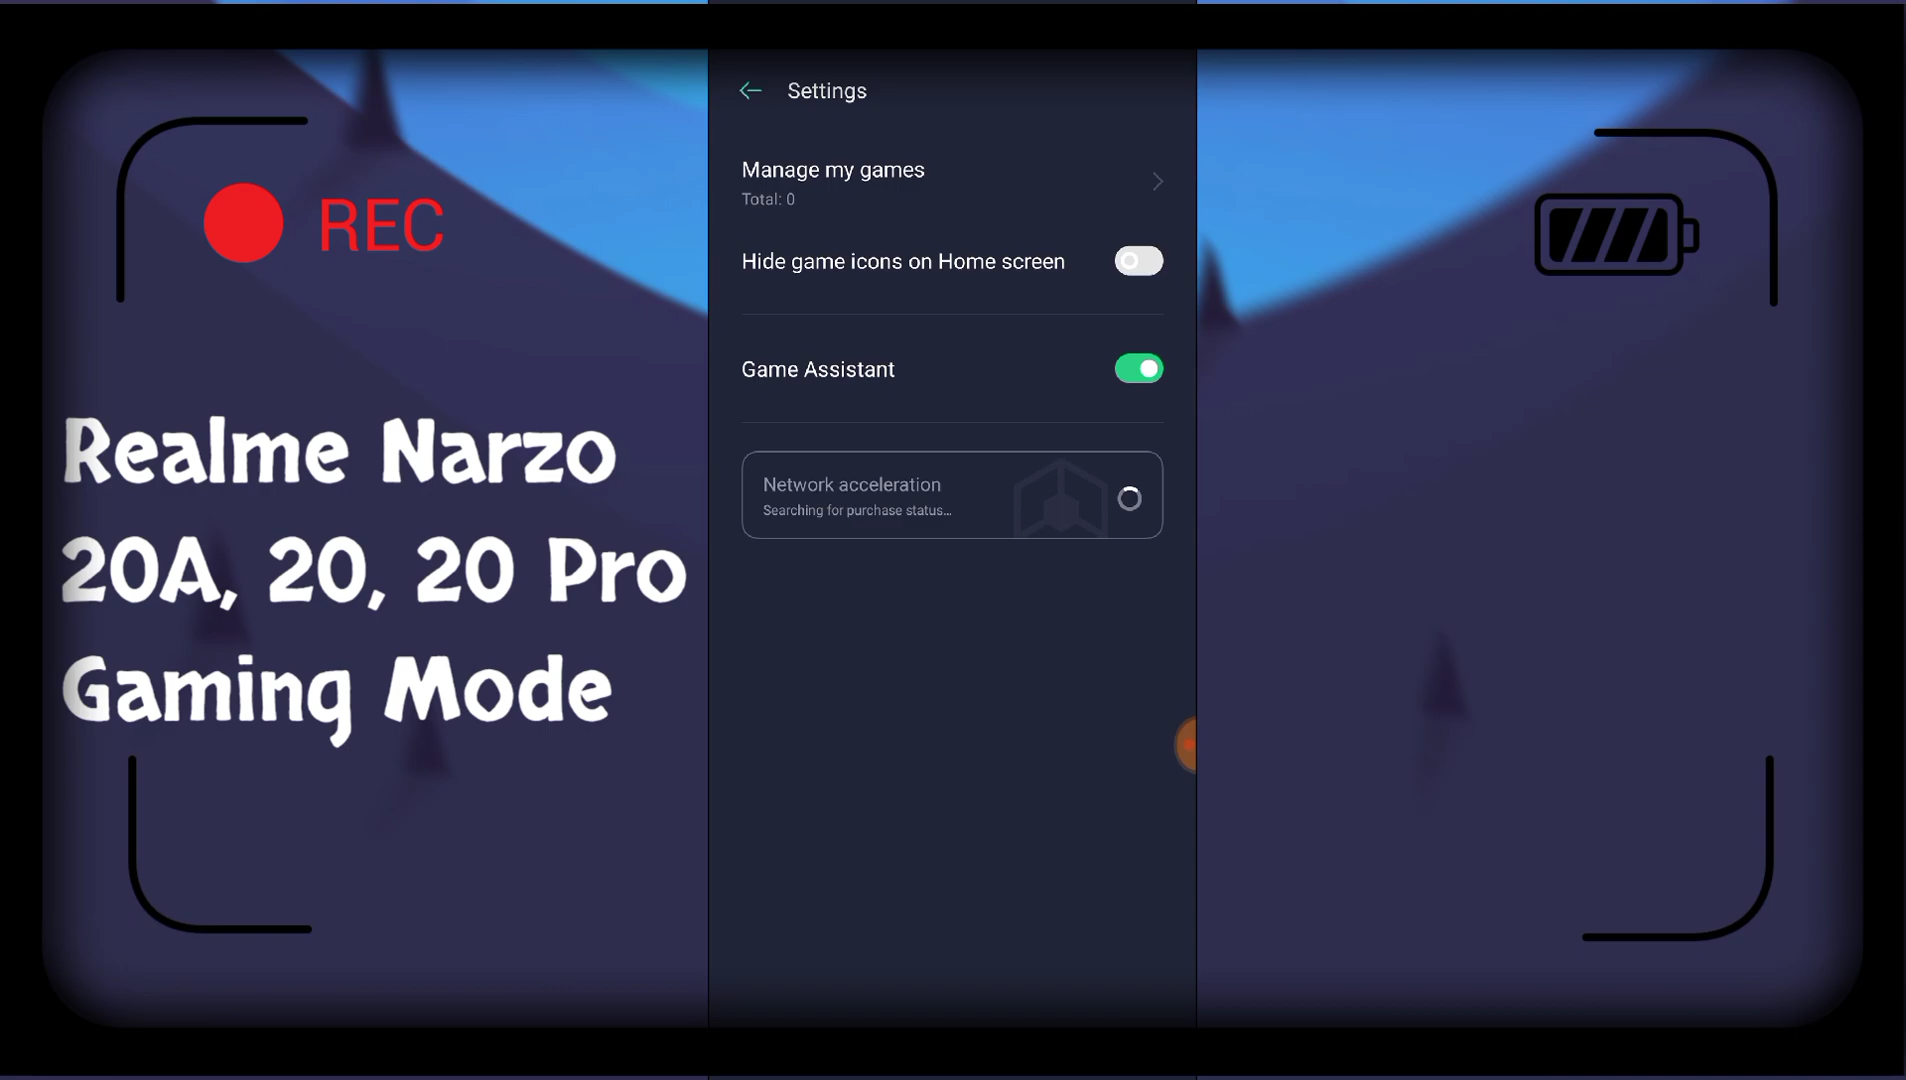 REC
Realme Narzo
20A, 20, 20 Pro
Gaming Mode
Settings
Manage my games
Total: 0
Hide game icons on Home screen
Game Assistant
Network acceleration
Searching for purchase status...